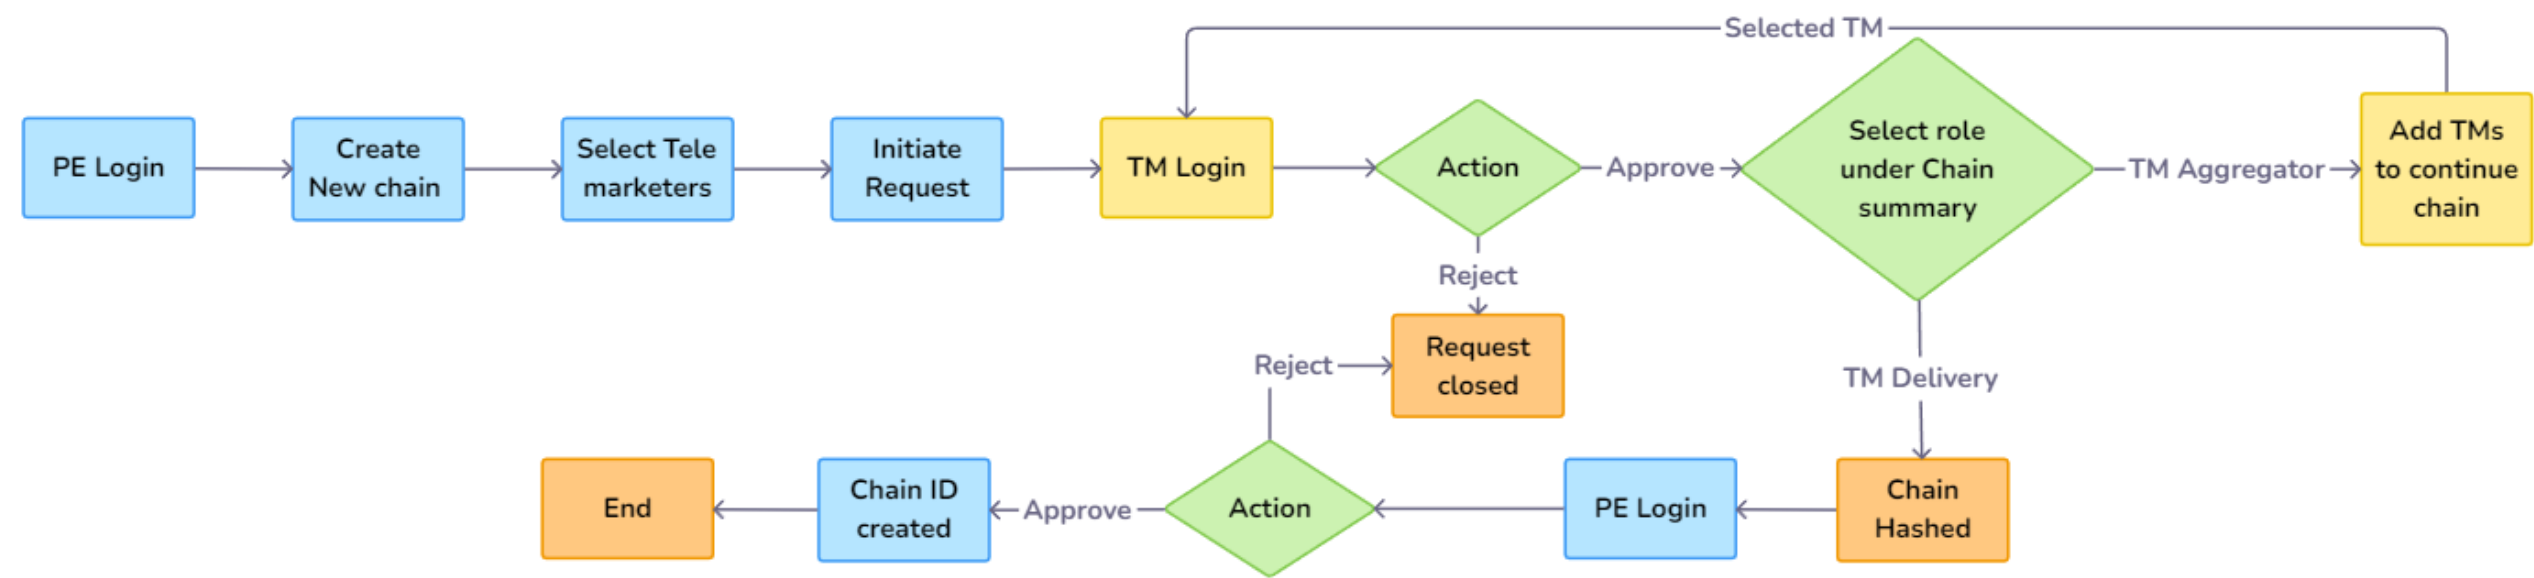 Selected TM
PE Login
Create
New chain
Select Tele
marketers
Initiate
Request
TM Login
Action
Approve
Select role
under Chain
summary
TM Aggregator
Add TMs
to continue
chain
Reject
Request
closed
Reject
TM Delivery
End
Chain ID
created
Approve
Action
PE Login
Chain
Hashed